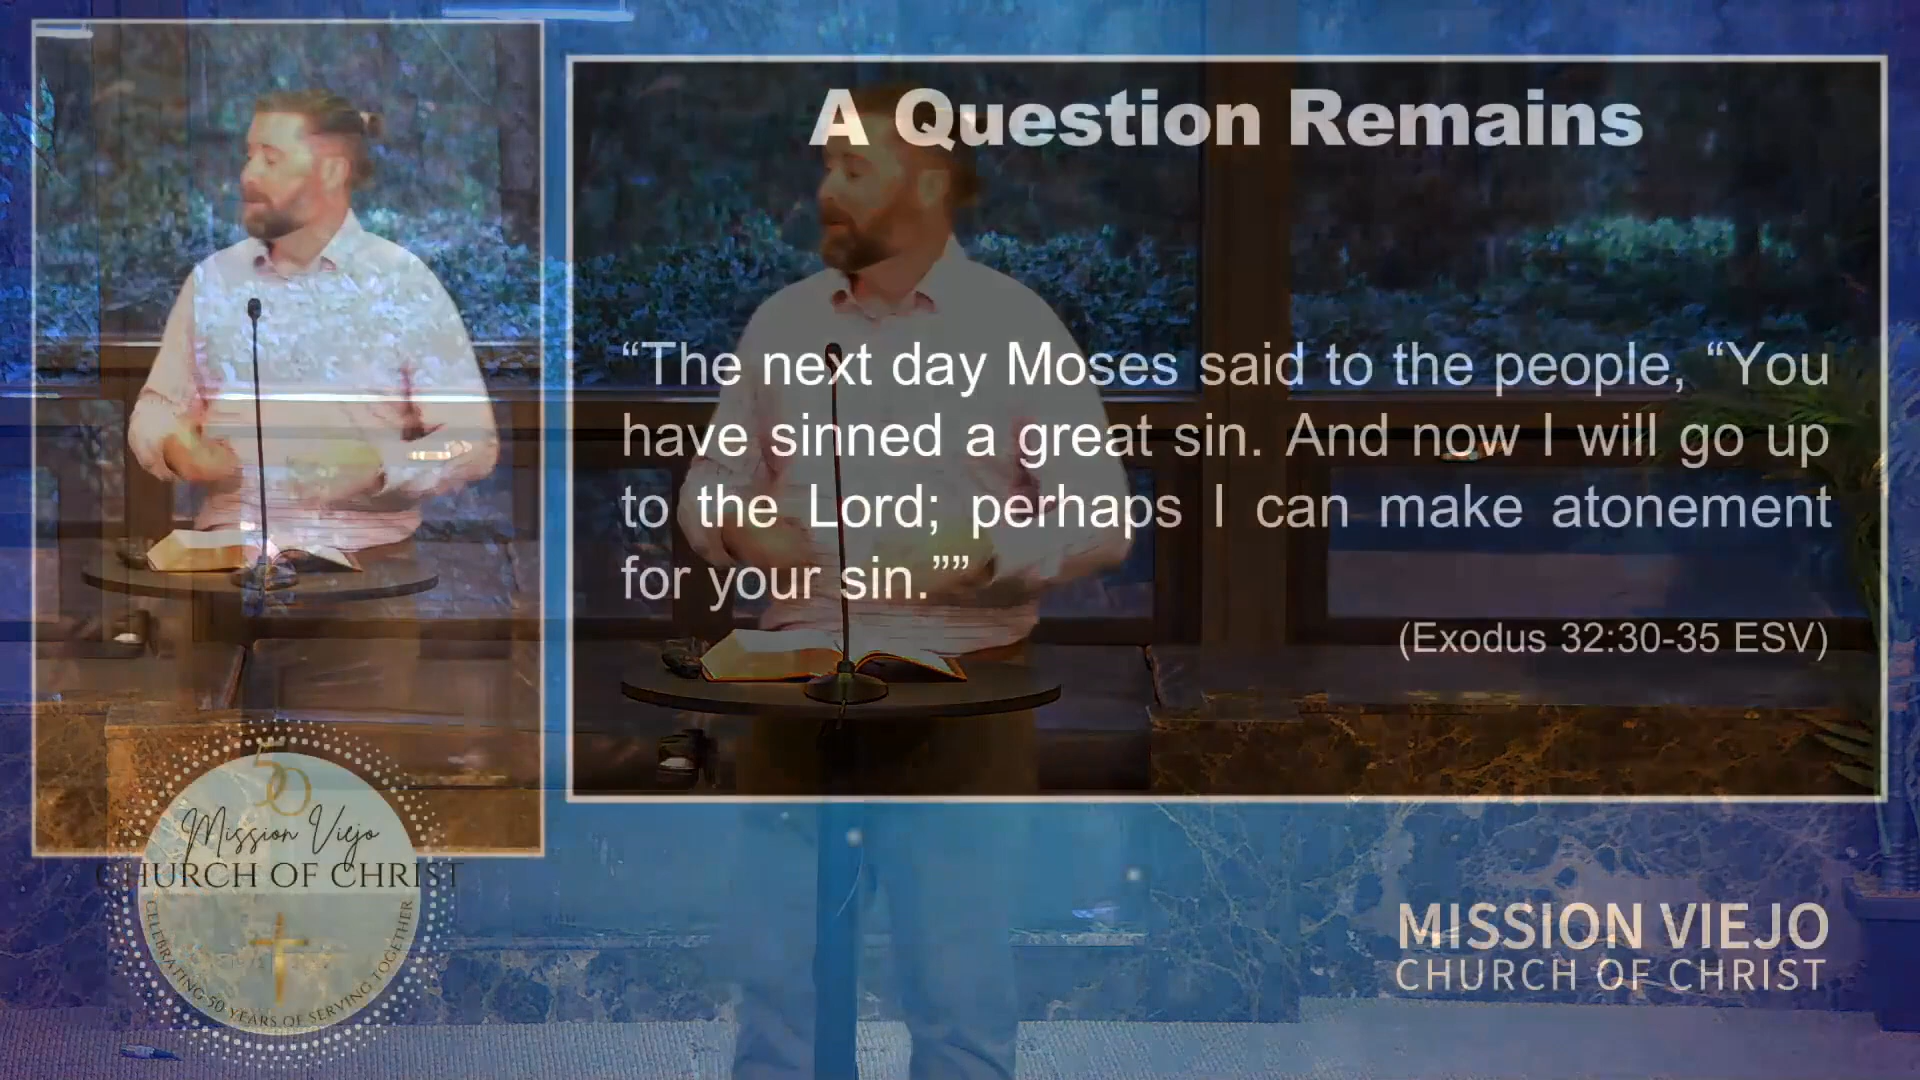 A Question Remains
“The next day Moses said to the people, “You
have sinned a great sin. And now I will go up
to the Lord; perhaps I can make atonement
for your sin.””
(Exodus 32:30-35 ESV)
50
Mission Viejo
CHURCH OF CHRIST
CELEBRATING 50 YEARS OF SERVING TOGETHER
MISSION VIEJO
CHURCH OF CHRIST